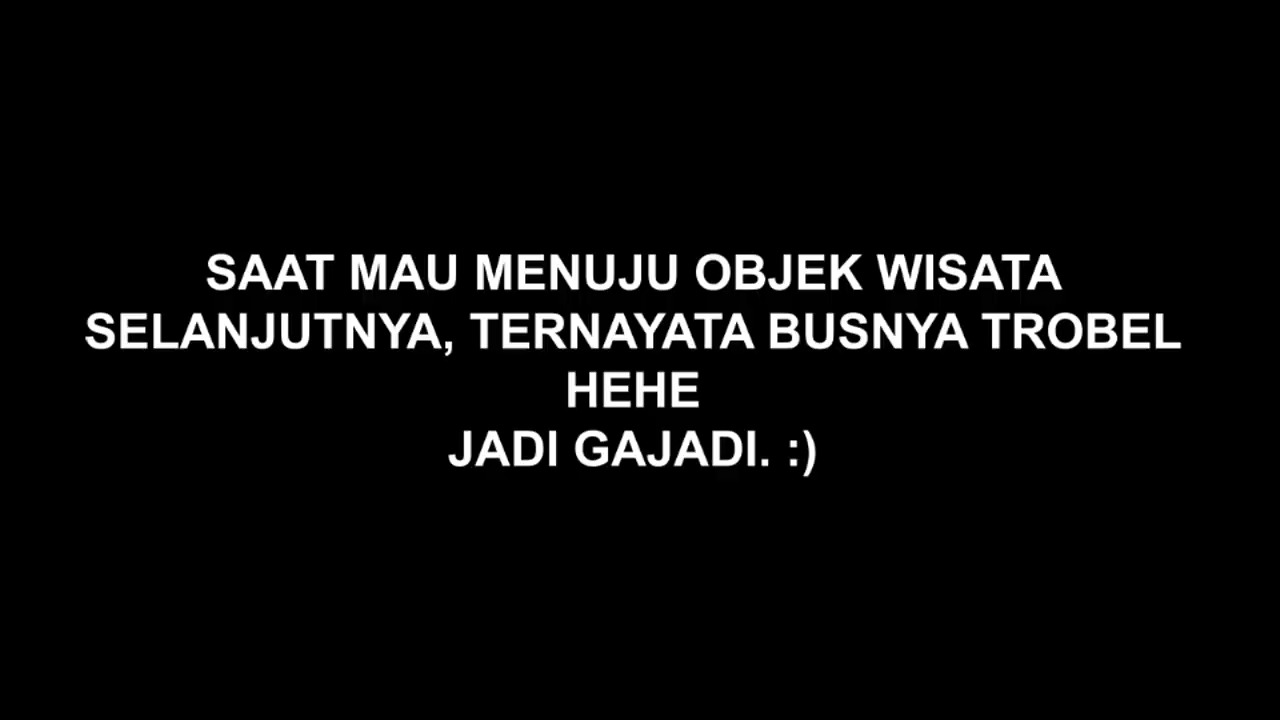 SAAT MAU MENUJU OBJEK WISATA
SELANJUTNYA, TERNAYATA BUSNYA TROBEL
HEHE
JADI GAJADI. :)